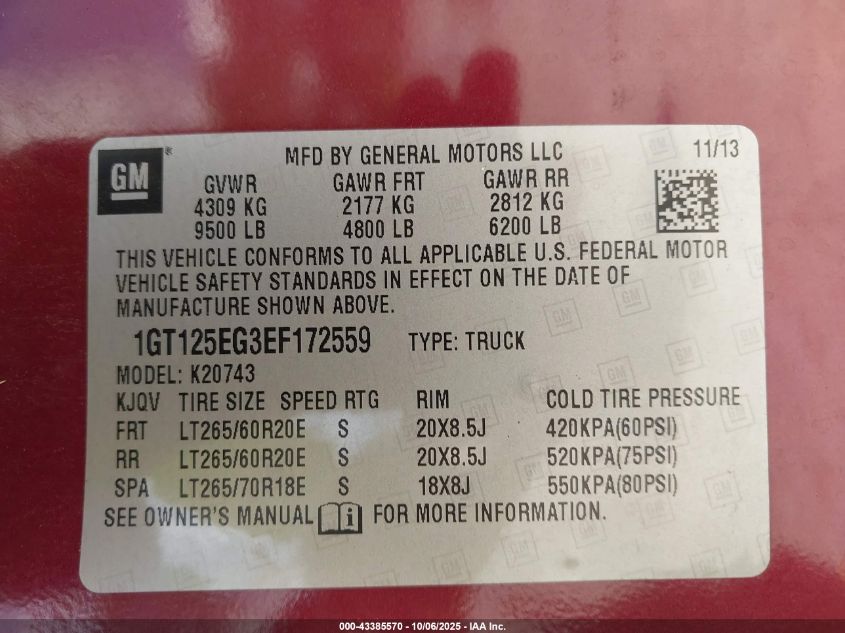 GM
®
MFD BY GENERAL MOTORS LLC 11/13
GVWR GAWR FRT GAWR RR
4309 KG 2177 KG 2812 KG
9500 LB 4800 LB 6200 LB
THIS VEHICLE CONFORMS TO ALL APPLICABLE U.S. FEDERAL MOTOR
VEHICLE SAFETY STANDARDS IN EFFECT ON THE DATE OF
MANUFACTURE SHOWN ABOVE.
1GT125EG3EF172559 TYPE: TRUCK
MODEL: K20743
KJQV TIRE SIZE SPEED RTG RIM COLD TIRE PRESSURE
FRT LT265/60R20E S 20X8.5J 420KPA(60PSI)
RR LT265/60R20E S 20X8.5J 520KPA(75PSI)
SPA LT265/70R18E S 18X8J 550KPA(80PSI)
SEE OWNER'S MANUAL i FOR MORE INFORMATION.
000-43385570 - 10/06/2025 - IAA Inc.